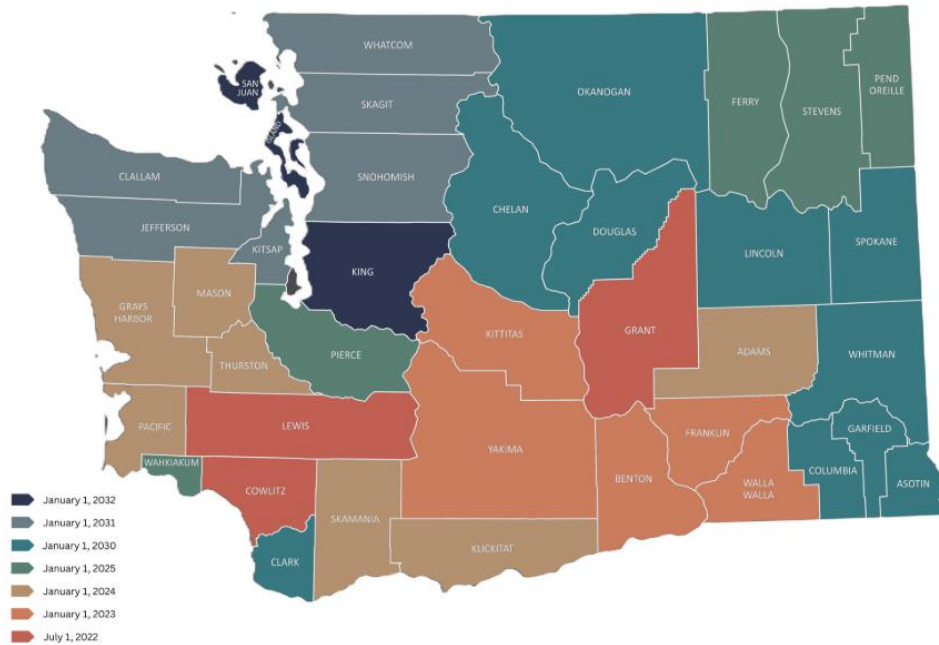 WHATCOM
SAN
JUAN
SKAGIT
OKANOGAN
FERRY
STEVENS
PEND
OREILLE
ISLAND
CLALLAM
SNOHOMISH
CHELAN
JEFFERSON
DOUGLAS
KITSAP
LINCOLN
SPOKANE
KING
MASON
GRAYS
HARBOR
KITTITAS
GRANT
PIERCE
ADAMS
WHITMAN
THURSTON
LEWIS
PACIFIC
YAKIMA
FRANKLIN
GARFIELD
WAHKIAKUM
COWLITZ
BENTON
COLUMBIA
WALLA
WALLA
ASOTIN
SKAMANIA
KLICKITAT
CLARK
January 1, 2032
January 1, 2031
January 1, 2030
January 1, 2025
January 1, 2024
January 1, 2023
July 1, 2022